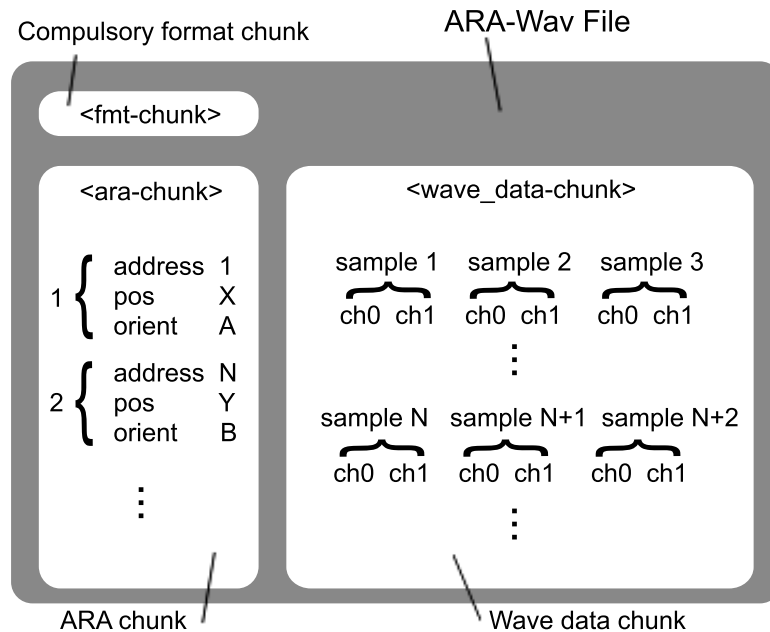 Compulsory format chunk
ARA-Wav File
<fmt-chunk>
<ara-chunk>
1
address 1
pos X
orient A
2
address N
pos Y
orient B
⋮
<wave_data-chunk>
sample 1 sample 2 sample 3
ch0 ch1 ch0 ch1 ch0 ch1
⋮
sample N sample N+1 sample N+2
ch0 ch1 ch0 ch1 ch0 ch1
⋮
ARA chunk
Wave data chunk